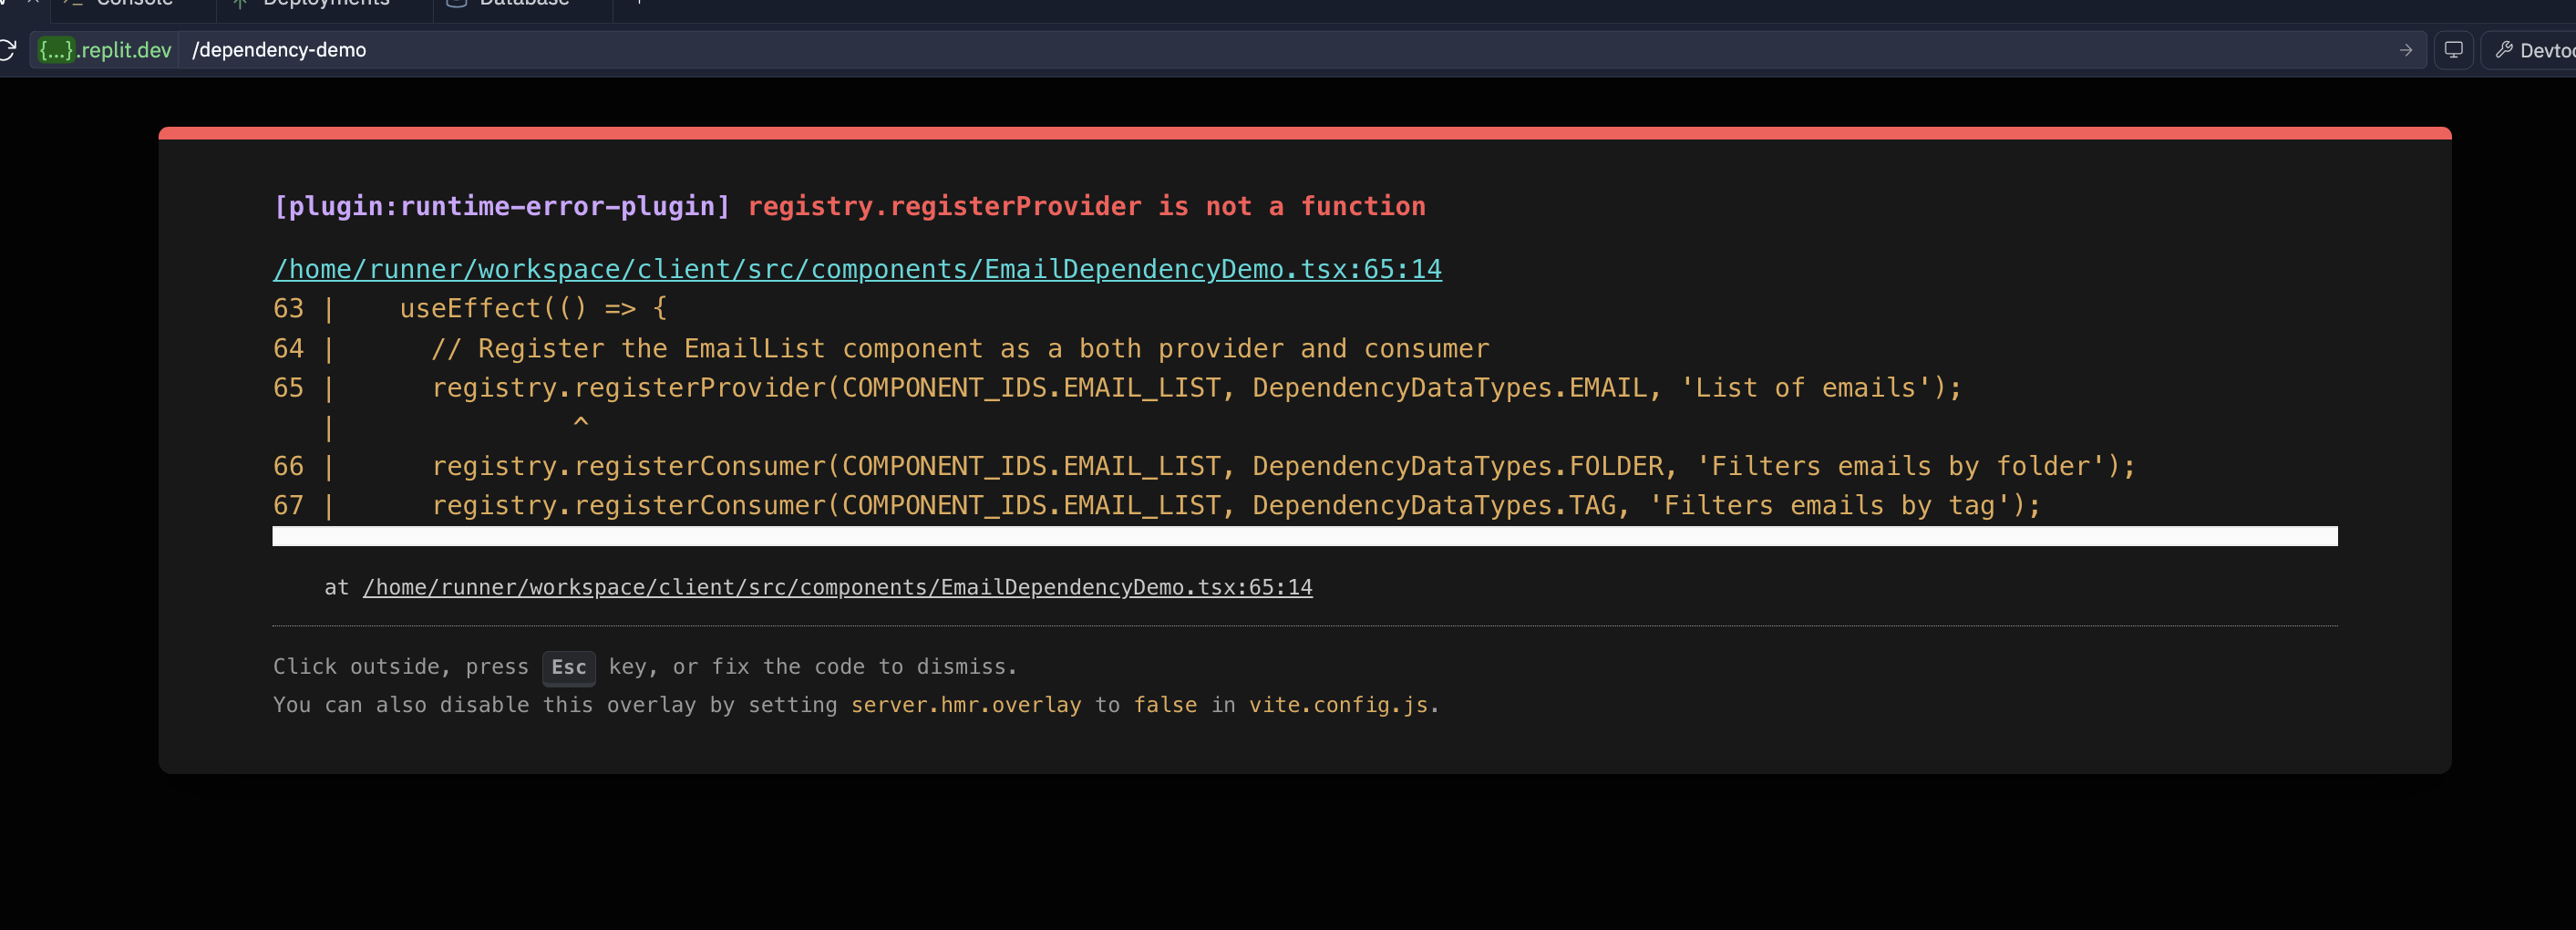 Console
Deployments
Database
{...}.replit.dev /dependency-demo
[plugin:runtime-error-plugin] registry.registerProvider is not a function
/home/runner/workspace/client/src/components/EmailDependencyDemo.tsx:65:14
63 |    useEffect(() => {
64 |      // Register the EmailList component as a both provider and consumer
65 |      registry.registerProvider(COMPONENT_IDS.EMAIL_LIST, DependencyDataTypes.EMAIL, 'List of emails');
   |               ^
66 |      registry.registerConsumer(COMPONENT_IDS.EMAIL_LIST, DependencyDataTypes.FOLDER, 'Filters emails by folder');
67 |      registry.registerConsumer(COMPONENT_IDS.EMAIL_LIST, DependencyDataTypes.TAG, 'Filters emails by tag');
at /home/runner/workspace/client/src/components/EmailDependencyDemo.tsx:65:14
Click outside, press Esc key, or fix the code to dismiss.
You can also disable this overlay by setting server.hmr.overlay to false in vite.config.js.